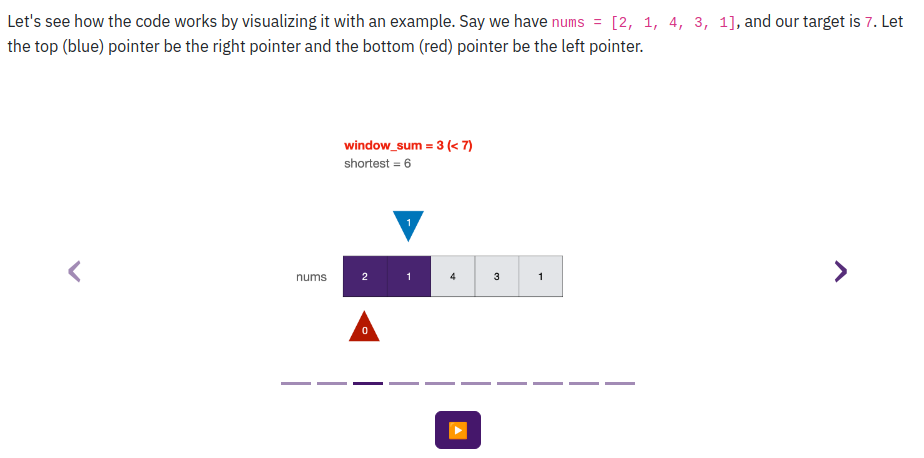 Let's see how the code works by visualizing it with an example. Say we have nums = [2, 1, 4, 3, 1], and our target is 7. Let
the top (blue) pointer be the right pointer and the bottom (red) pointer be the left pointer.
window_sum = 3 (< 7)
shortest = 6
1
nums 2 1 4 3 1
0